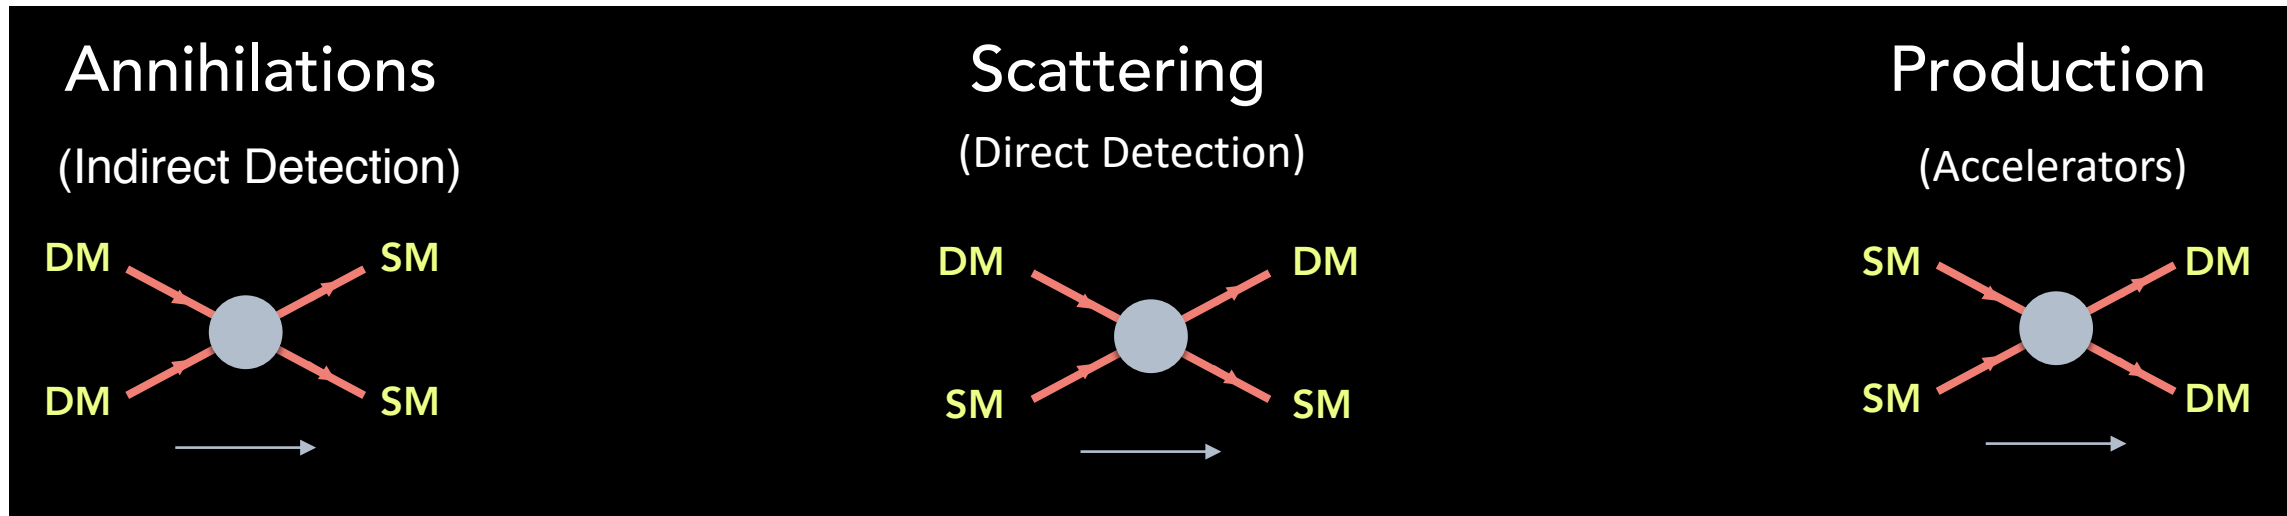 Annihilations
(Indirect Detection)
DM SM
DM SM
Scattering
(Direct Detection)
DM DM
SM SM
Production
(Accelerators)
SM DM
SM DM